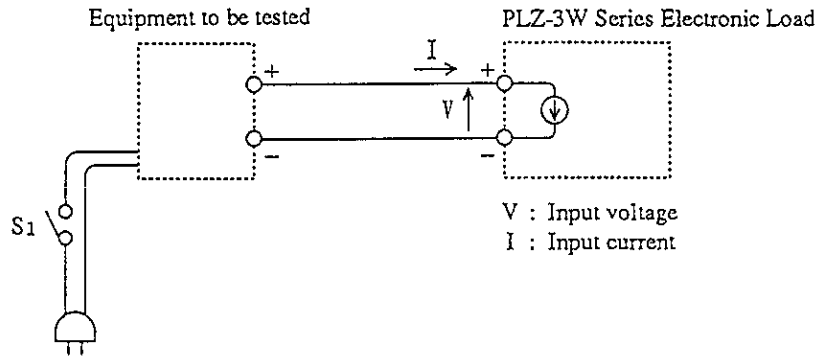 Equipment to be tested
PLZ-3W Series Electronic Load
I
+
+
V
−
−
S1
V : Input voltage
I : Input current